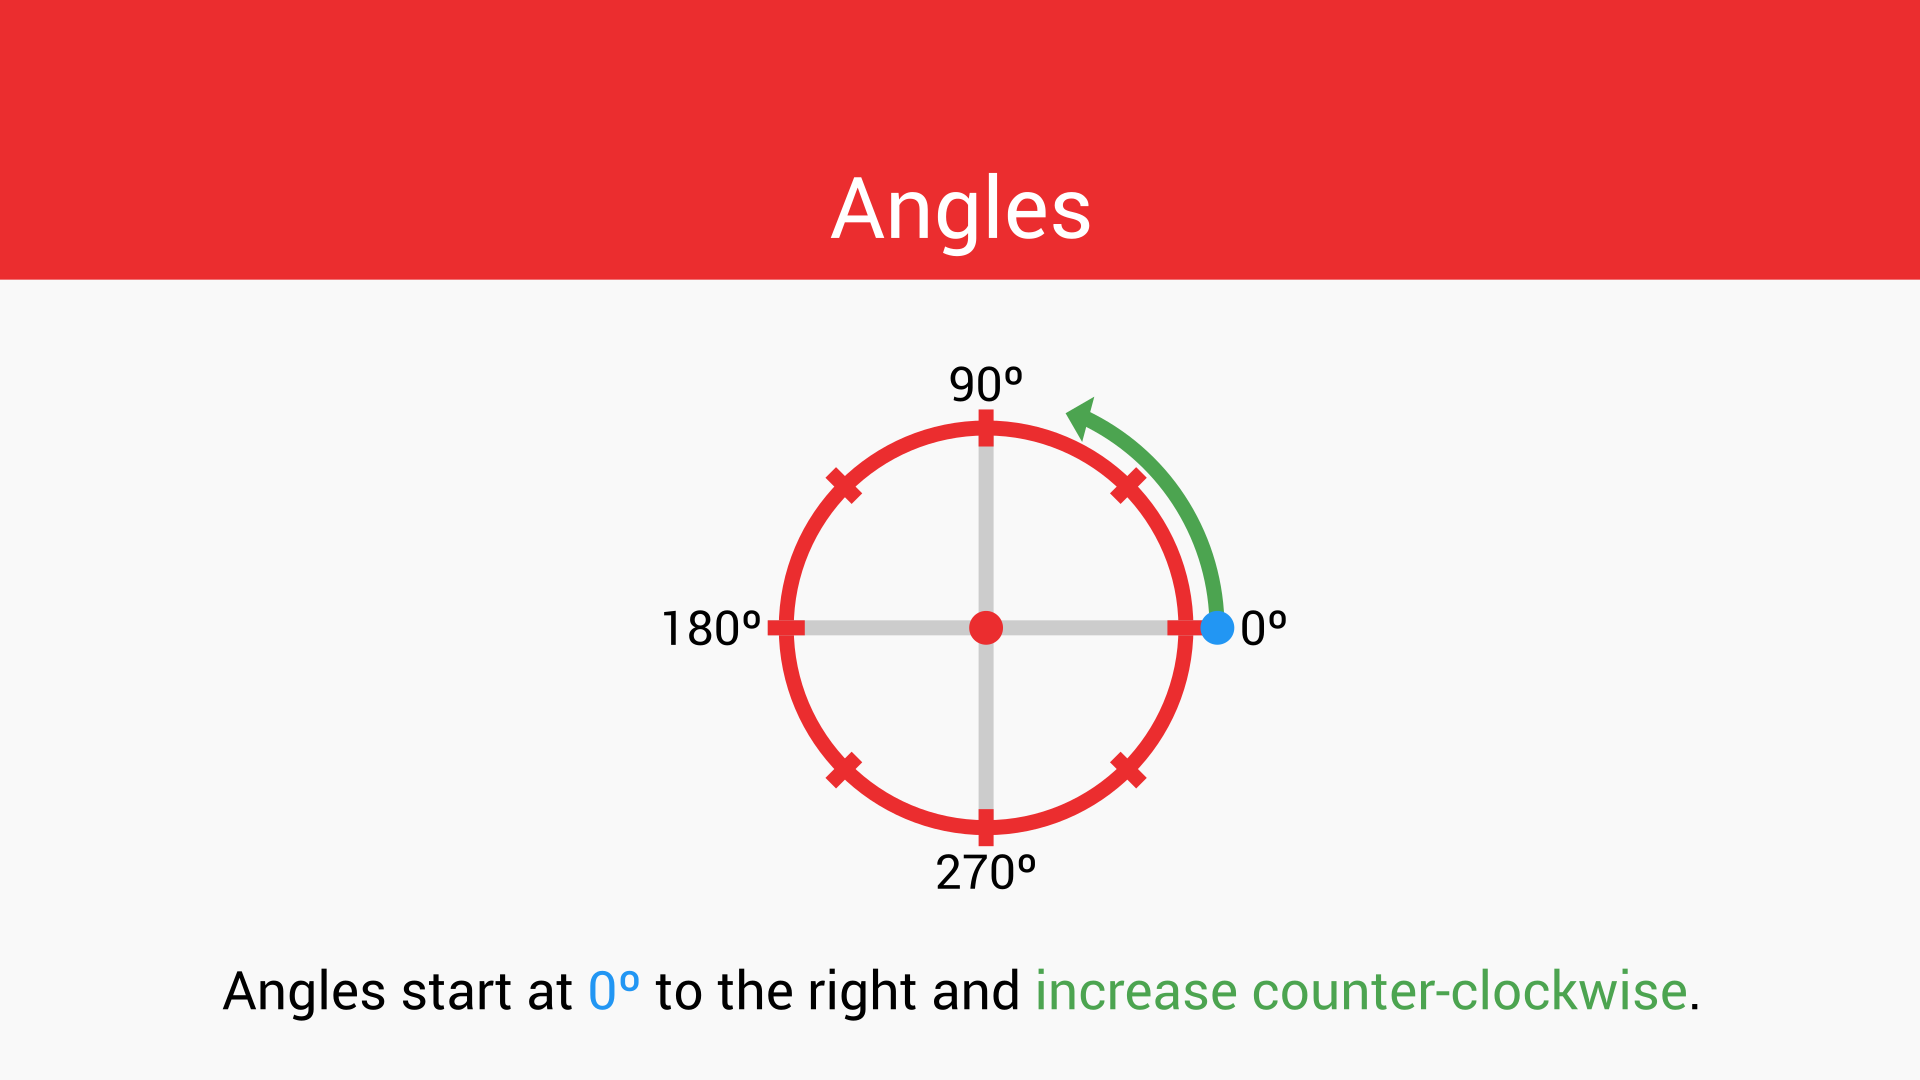 Angles
90º
180º
0º
270º
Angles start at 0º to the right and increase counter-clockwise.